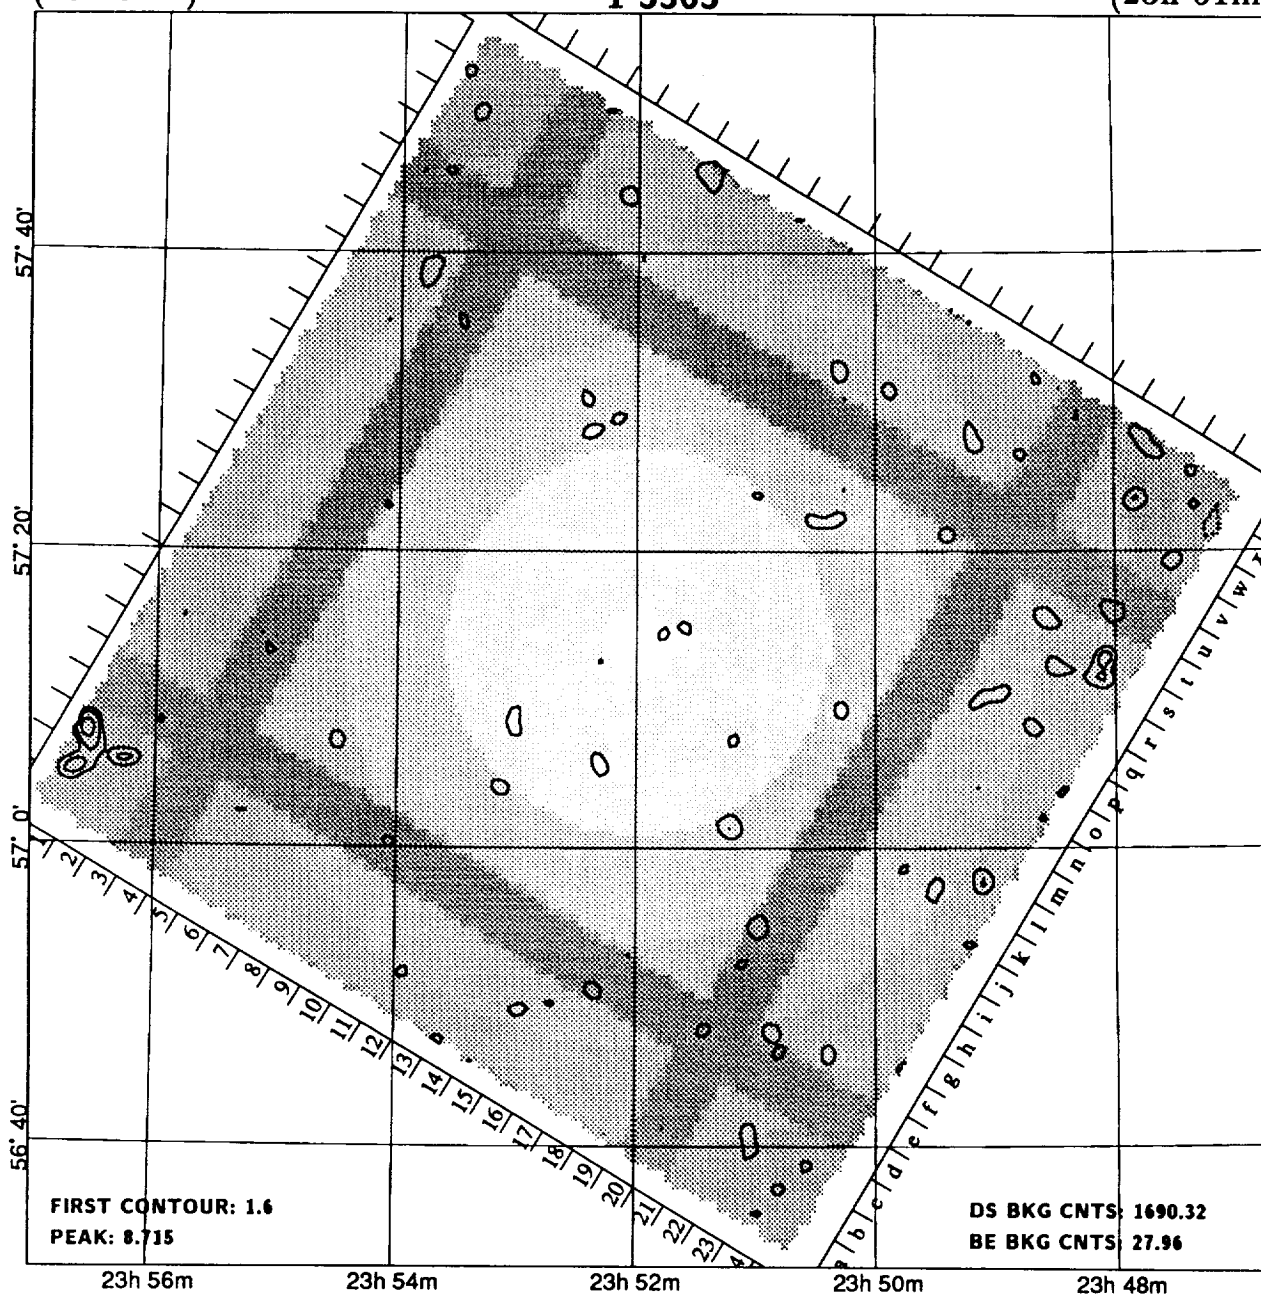 57° 40'
57° 20'
57° 0'
56° 40'
1 2 3 4 5 6 7 8 9 10 11 12 13 14 15 16 17 18 19 20 21 22 23
a b c d e f g h i j k l m n o p q r s t u v w
FIRST CONTOUR: 1.6
PEAK: 8.715
DS BKG CNTS: 1690.32
BE BKG CNTS: 27.96
23h 56m 23h 54m 23h 52m 23h 50m 23h 48m